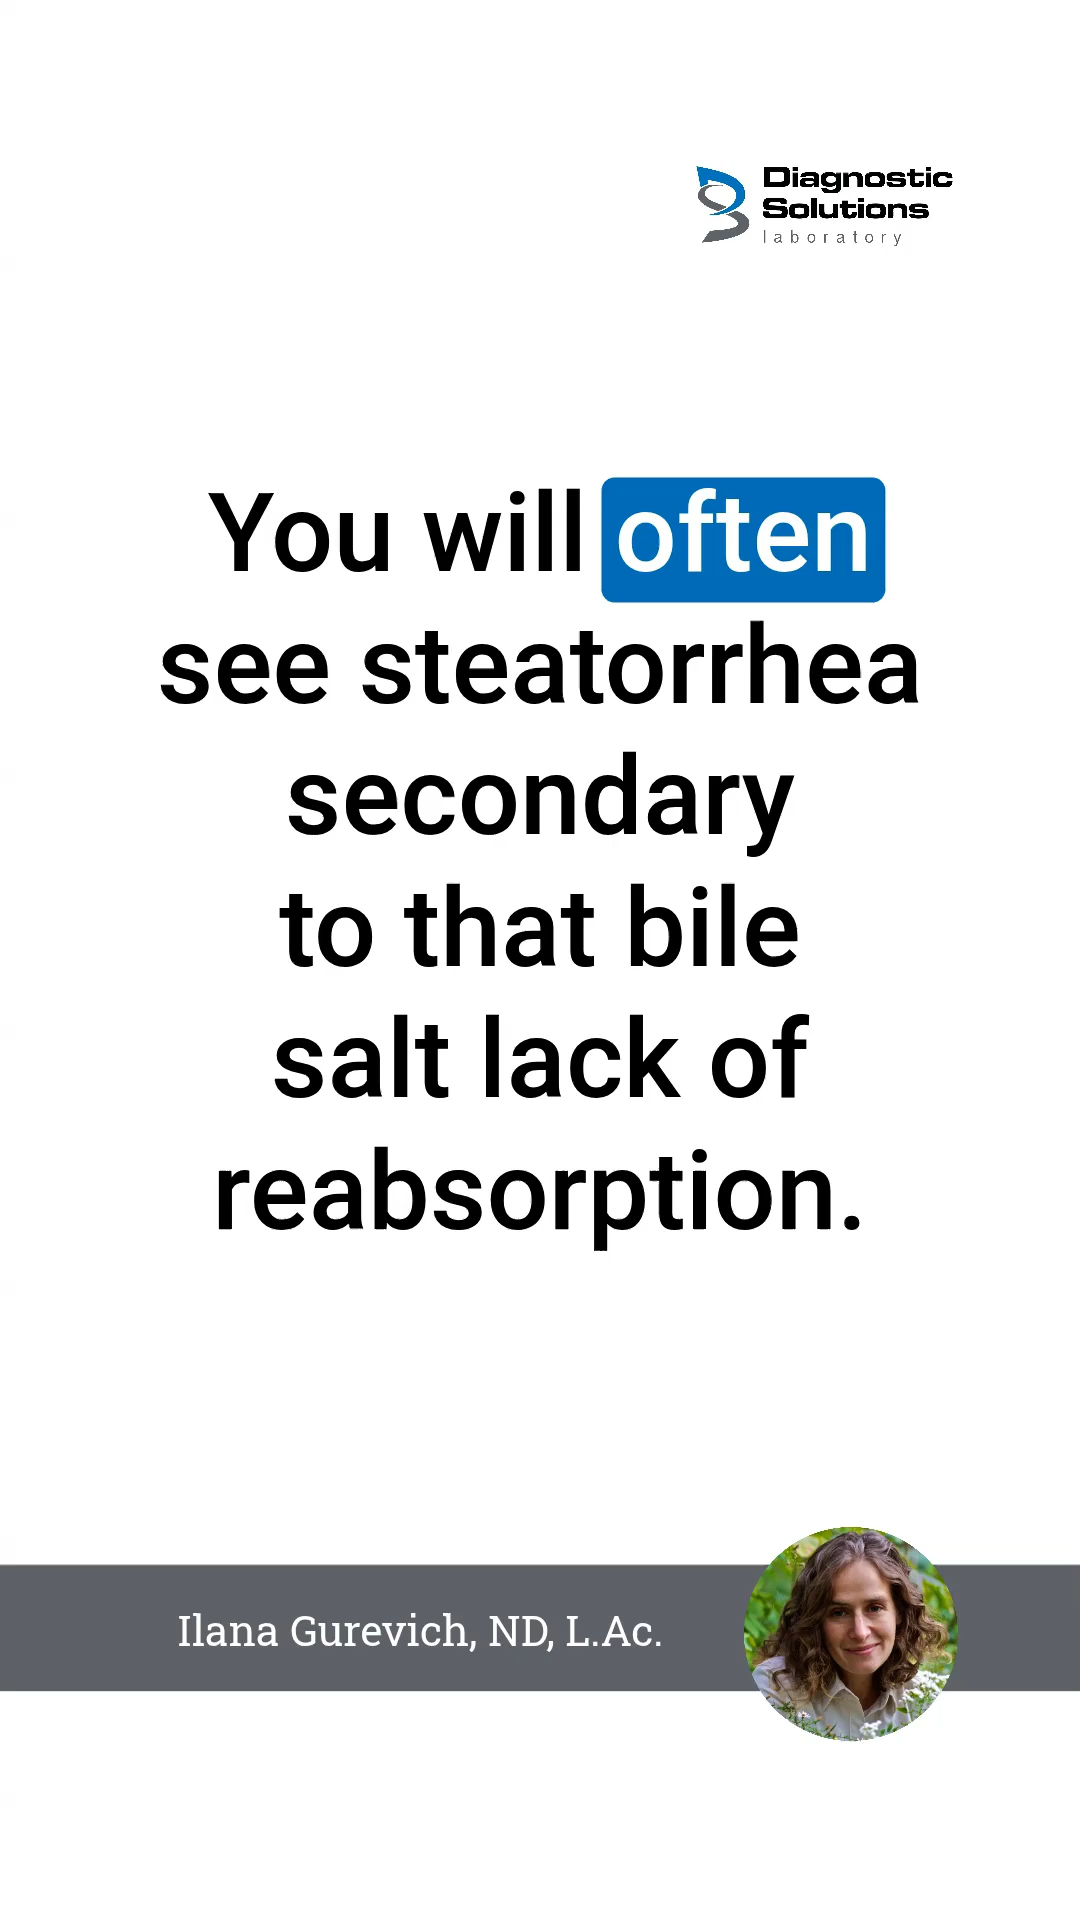 Diagnostic
Solutions
laboratory
You will often
see steatorrhea
secondary
to that bile
salt lack of
reabsorption.
Ilana Gurevich, ND, L.Ac.